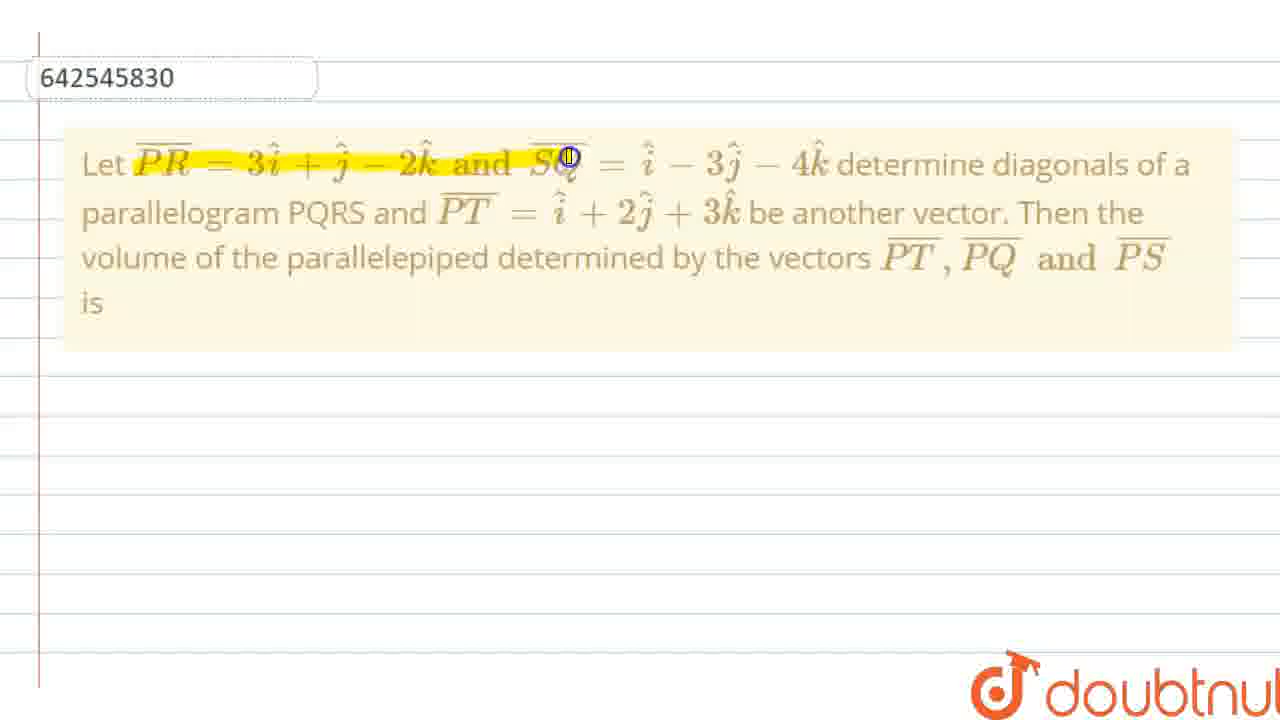 642545830
Let $\overline{PR} = 3\hat{i} + \hat{j} - 2\hat{k}$ and $\overline{SQ} = \hat{i} - 3\hat{j} - 4\hat{k}$ determine diagonals of a
parallelogram PQRS and $\overline{PT} = \hat{i} + 2\hat{j} + 3\hat{k}$ be another vector. Then the
volume of the parallelepiped determined by the vectors $\overline{PT}, \overline{PQ}$ and $\overline{PS}$
is
doubtnut